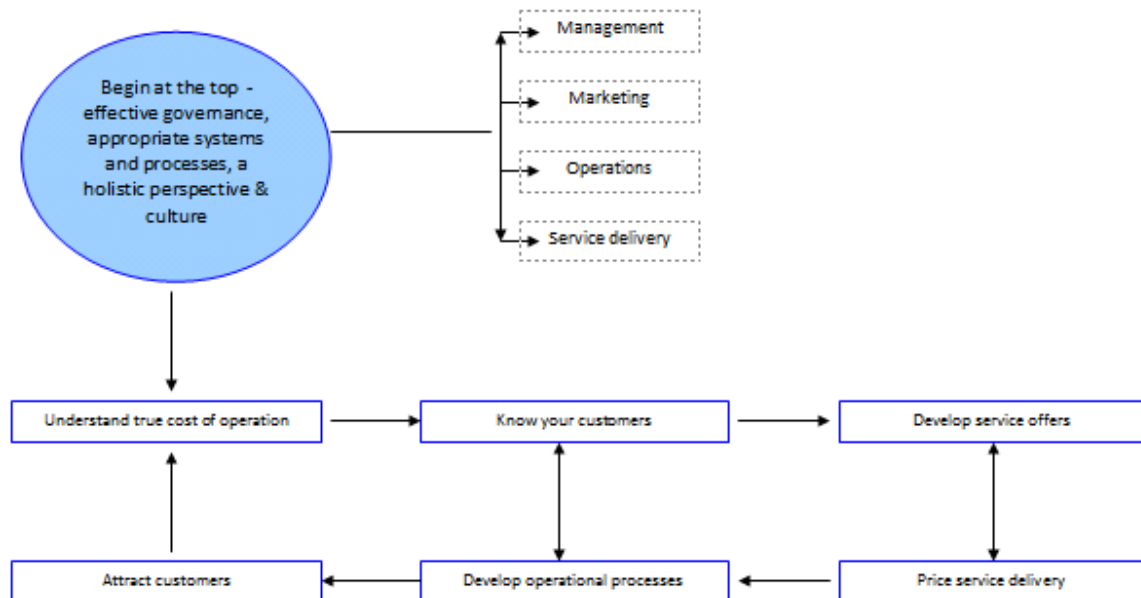 Management
Begin at the top -
effective governance,
appropriate systems
and processes, a
holistic perspective &
culture
Marketing
Operations
Service delivery
Understand true cost of operation
Know your customers
Develop service offers
Attract customers
Develop operational processes
Price service delivery